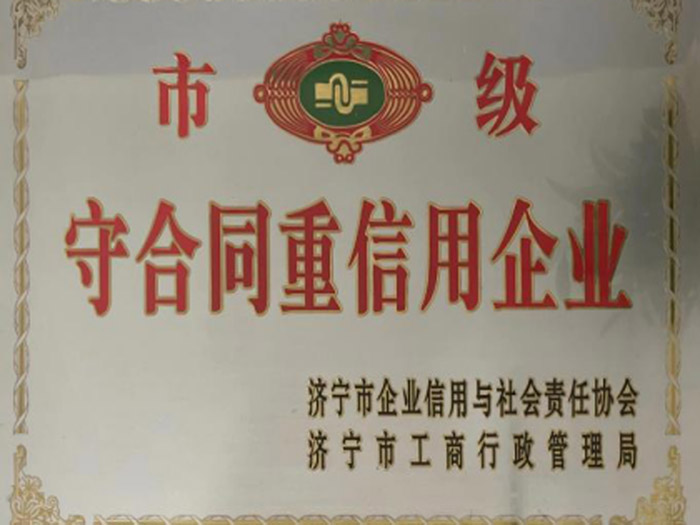 市 级
守合同重信用企业
济宁市企业信用与社会责任协会
济宁市工商行政管理局